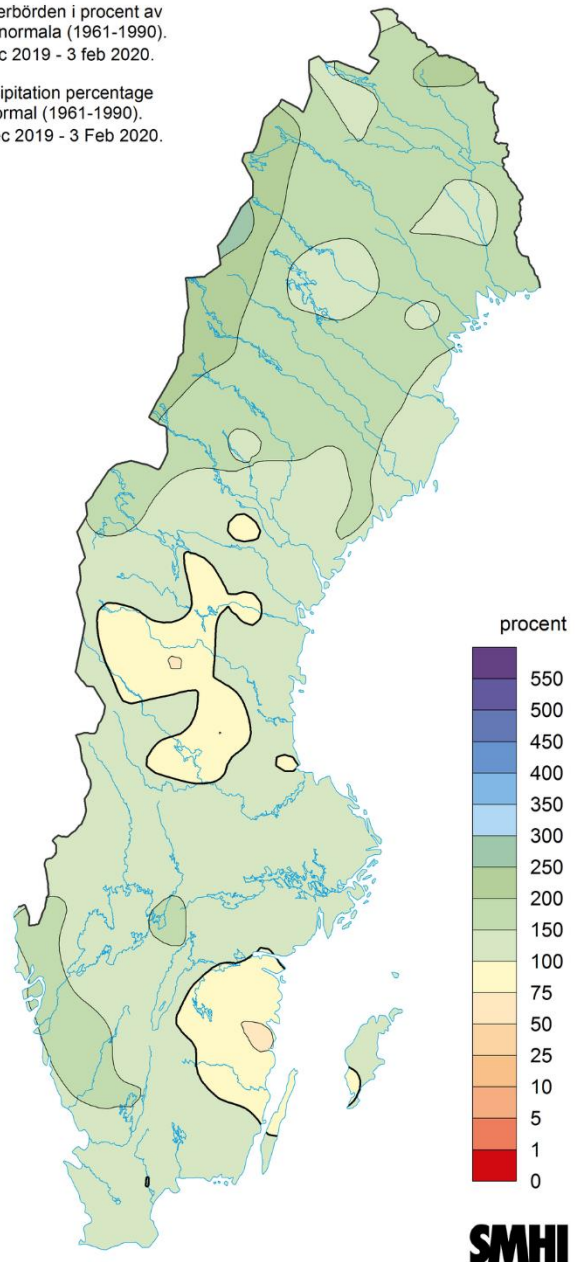 erbörden i procent av
normala (1961-1990).
c 2019 - 3 feb 2020.
ipitation percentage
ormal (1961-1990).
ec 2019 - 3 Feb 2020.
procent
550
500
450
400
350
300
250
200
150
100
75
50
25
10
5
1
0
SMHI